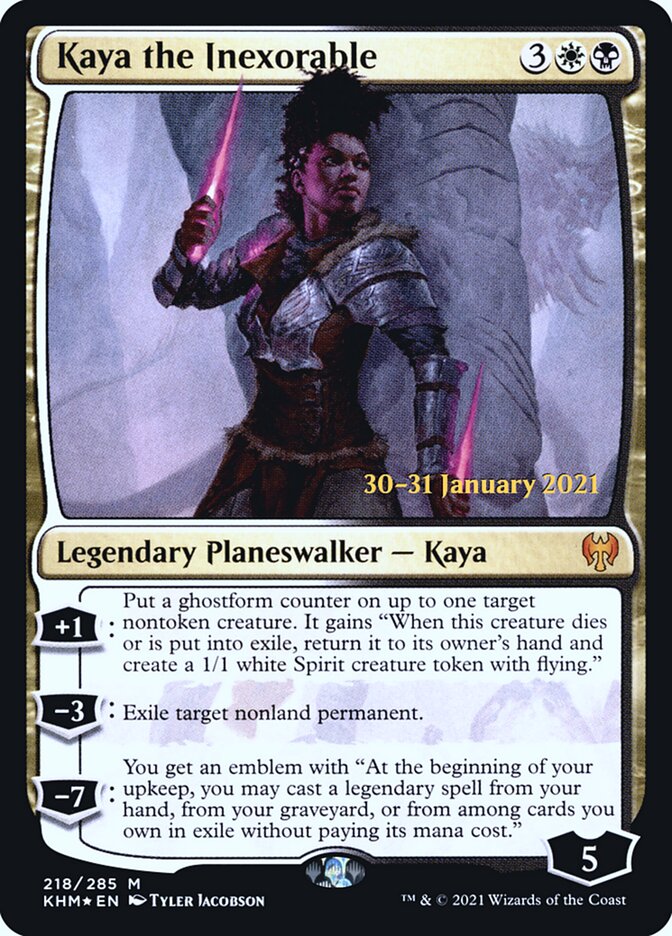 Kaya the Inexorable 3
30–31 January 2021
Legendary Planeswalker — Kaya
Put a ghostform counter on up to one target
+1 : nontoken creature. It gains “When this creature dies
or is put into exile, return it to its owner’s hand and
create a 1/1 white Spirit creature token with flying.”
−3 : Exile target nonland permanent.
You get an emblem with “At the beginning of your
−7 : upkeep, you may cast a legendary spell from your
hand, from your graveyard, or from among cards you
own in exile without paying its mana cost.”
5
218/285 M
KHM★EN Tyler Jacobson
™ & © 2021 Wizards of the Coast